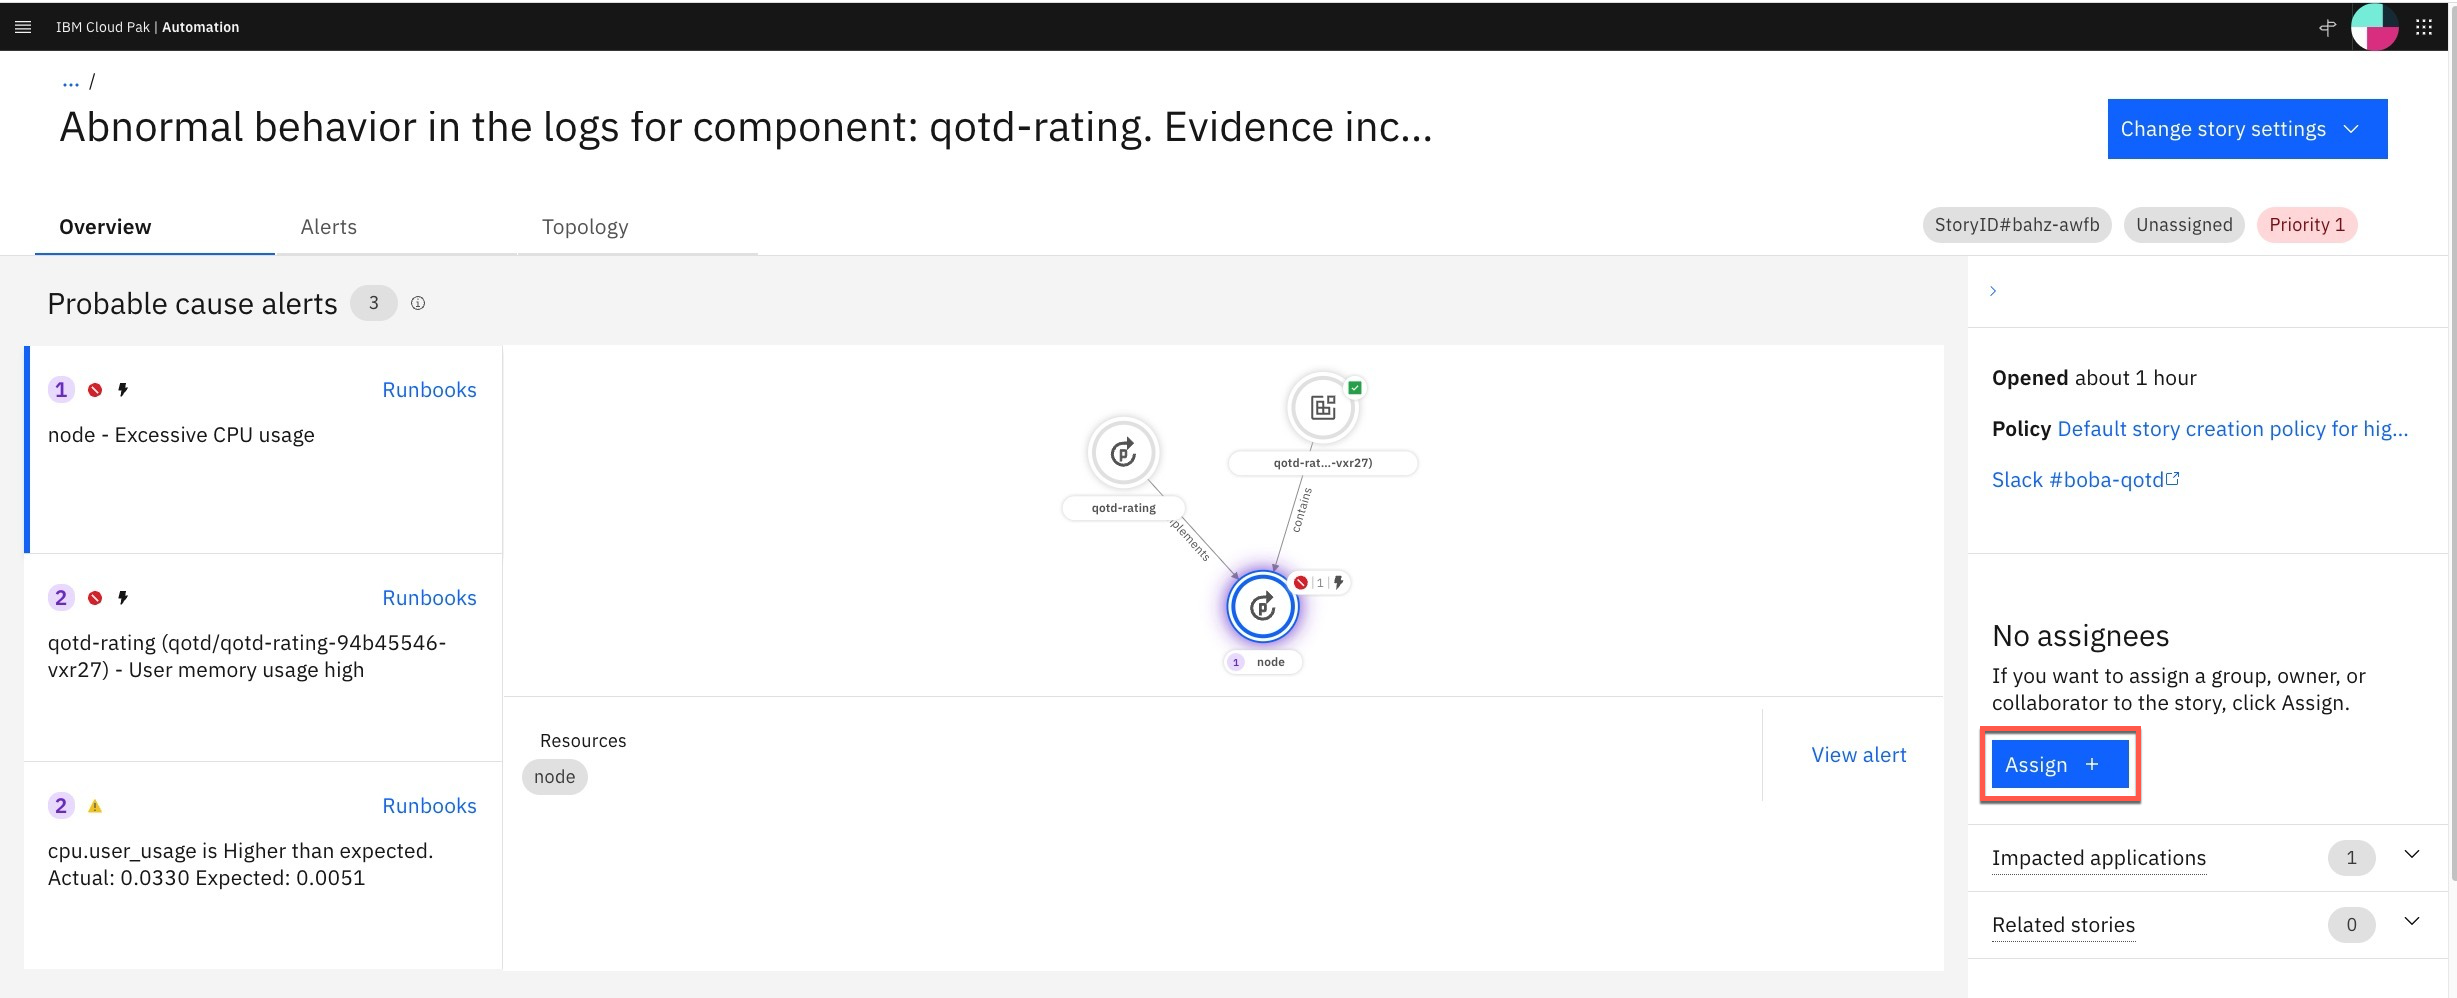 IBM Cloud Pak | Automation
... /
Abnormal behavior in the logs for component: qotd-rating. Evidence inc...
Change story settings
Overview
Alerts
Topology
StoryID#bahz-awfb
Unassigned
Priority 1
Probable cause alerts 3
1 Runbooks
node - Excessive CPU usage
2 Runbooks
qotd-rating (qotd/qotd-rating-94b45546-
vxr27) - User memory usage high
2 Runbooks
cpu.user_usage is Higher than expected.
Actual: 0.0330 Expected: 0.0051
qotd-rat...-vxr27)
qotd-rating
plements
contains
1
1 node
Resources
node
View alert
Opened about 1 hour
Policy Default story creation policy for hig...
Slack #boba-qotd
No assignees
If you want to assign a group, owner, or
collaborator to the story, click Assign.
Assign +
Impacted applications 1
Related stories 0